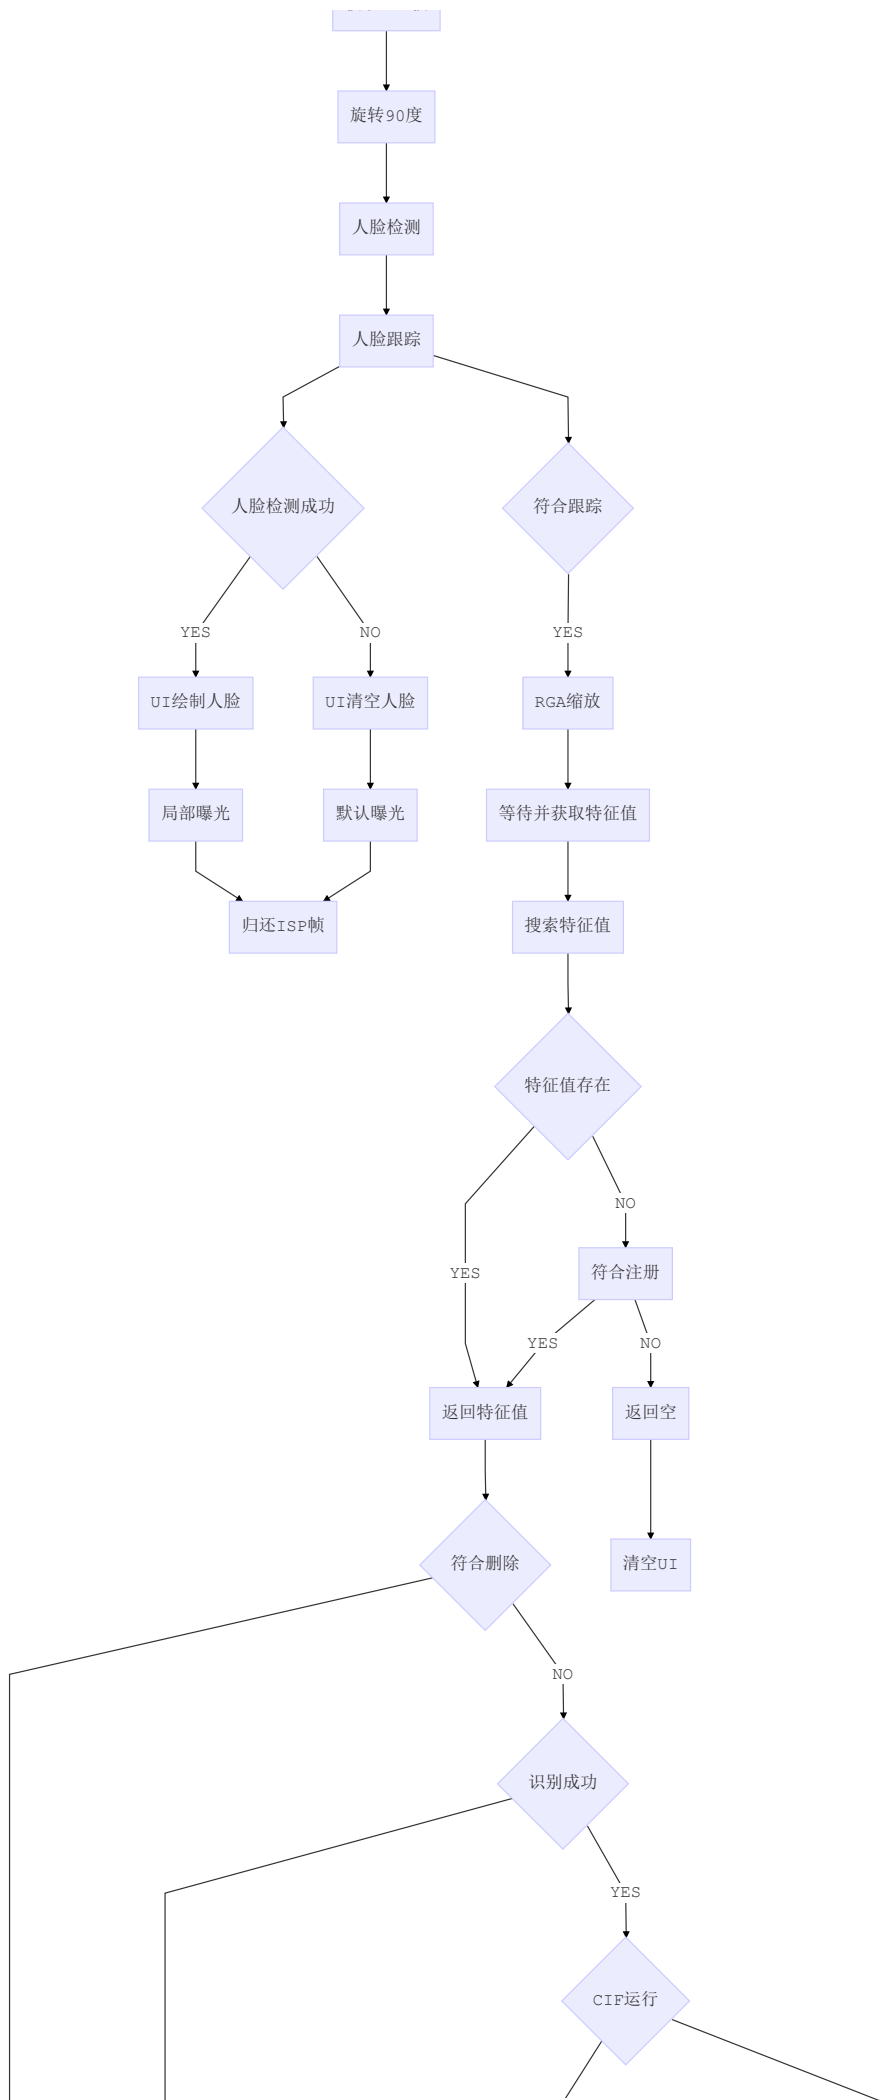 旋转90度
人脸检测
人脸跟踪
人脸检测成功
符合跟踪
YES
NO
YES
UI绘制人脸
UI清空人脸
RGA缩放
局部曝光
默认曝光
等待并获取特征值
归还ISP帧
搜索特征值
特征值存在
NO
YES
符合注册
YES
NO
返回特征值
返回空
符合删除
清空UI
NO
识别成功
YES
CIF运行